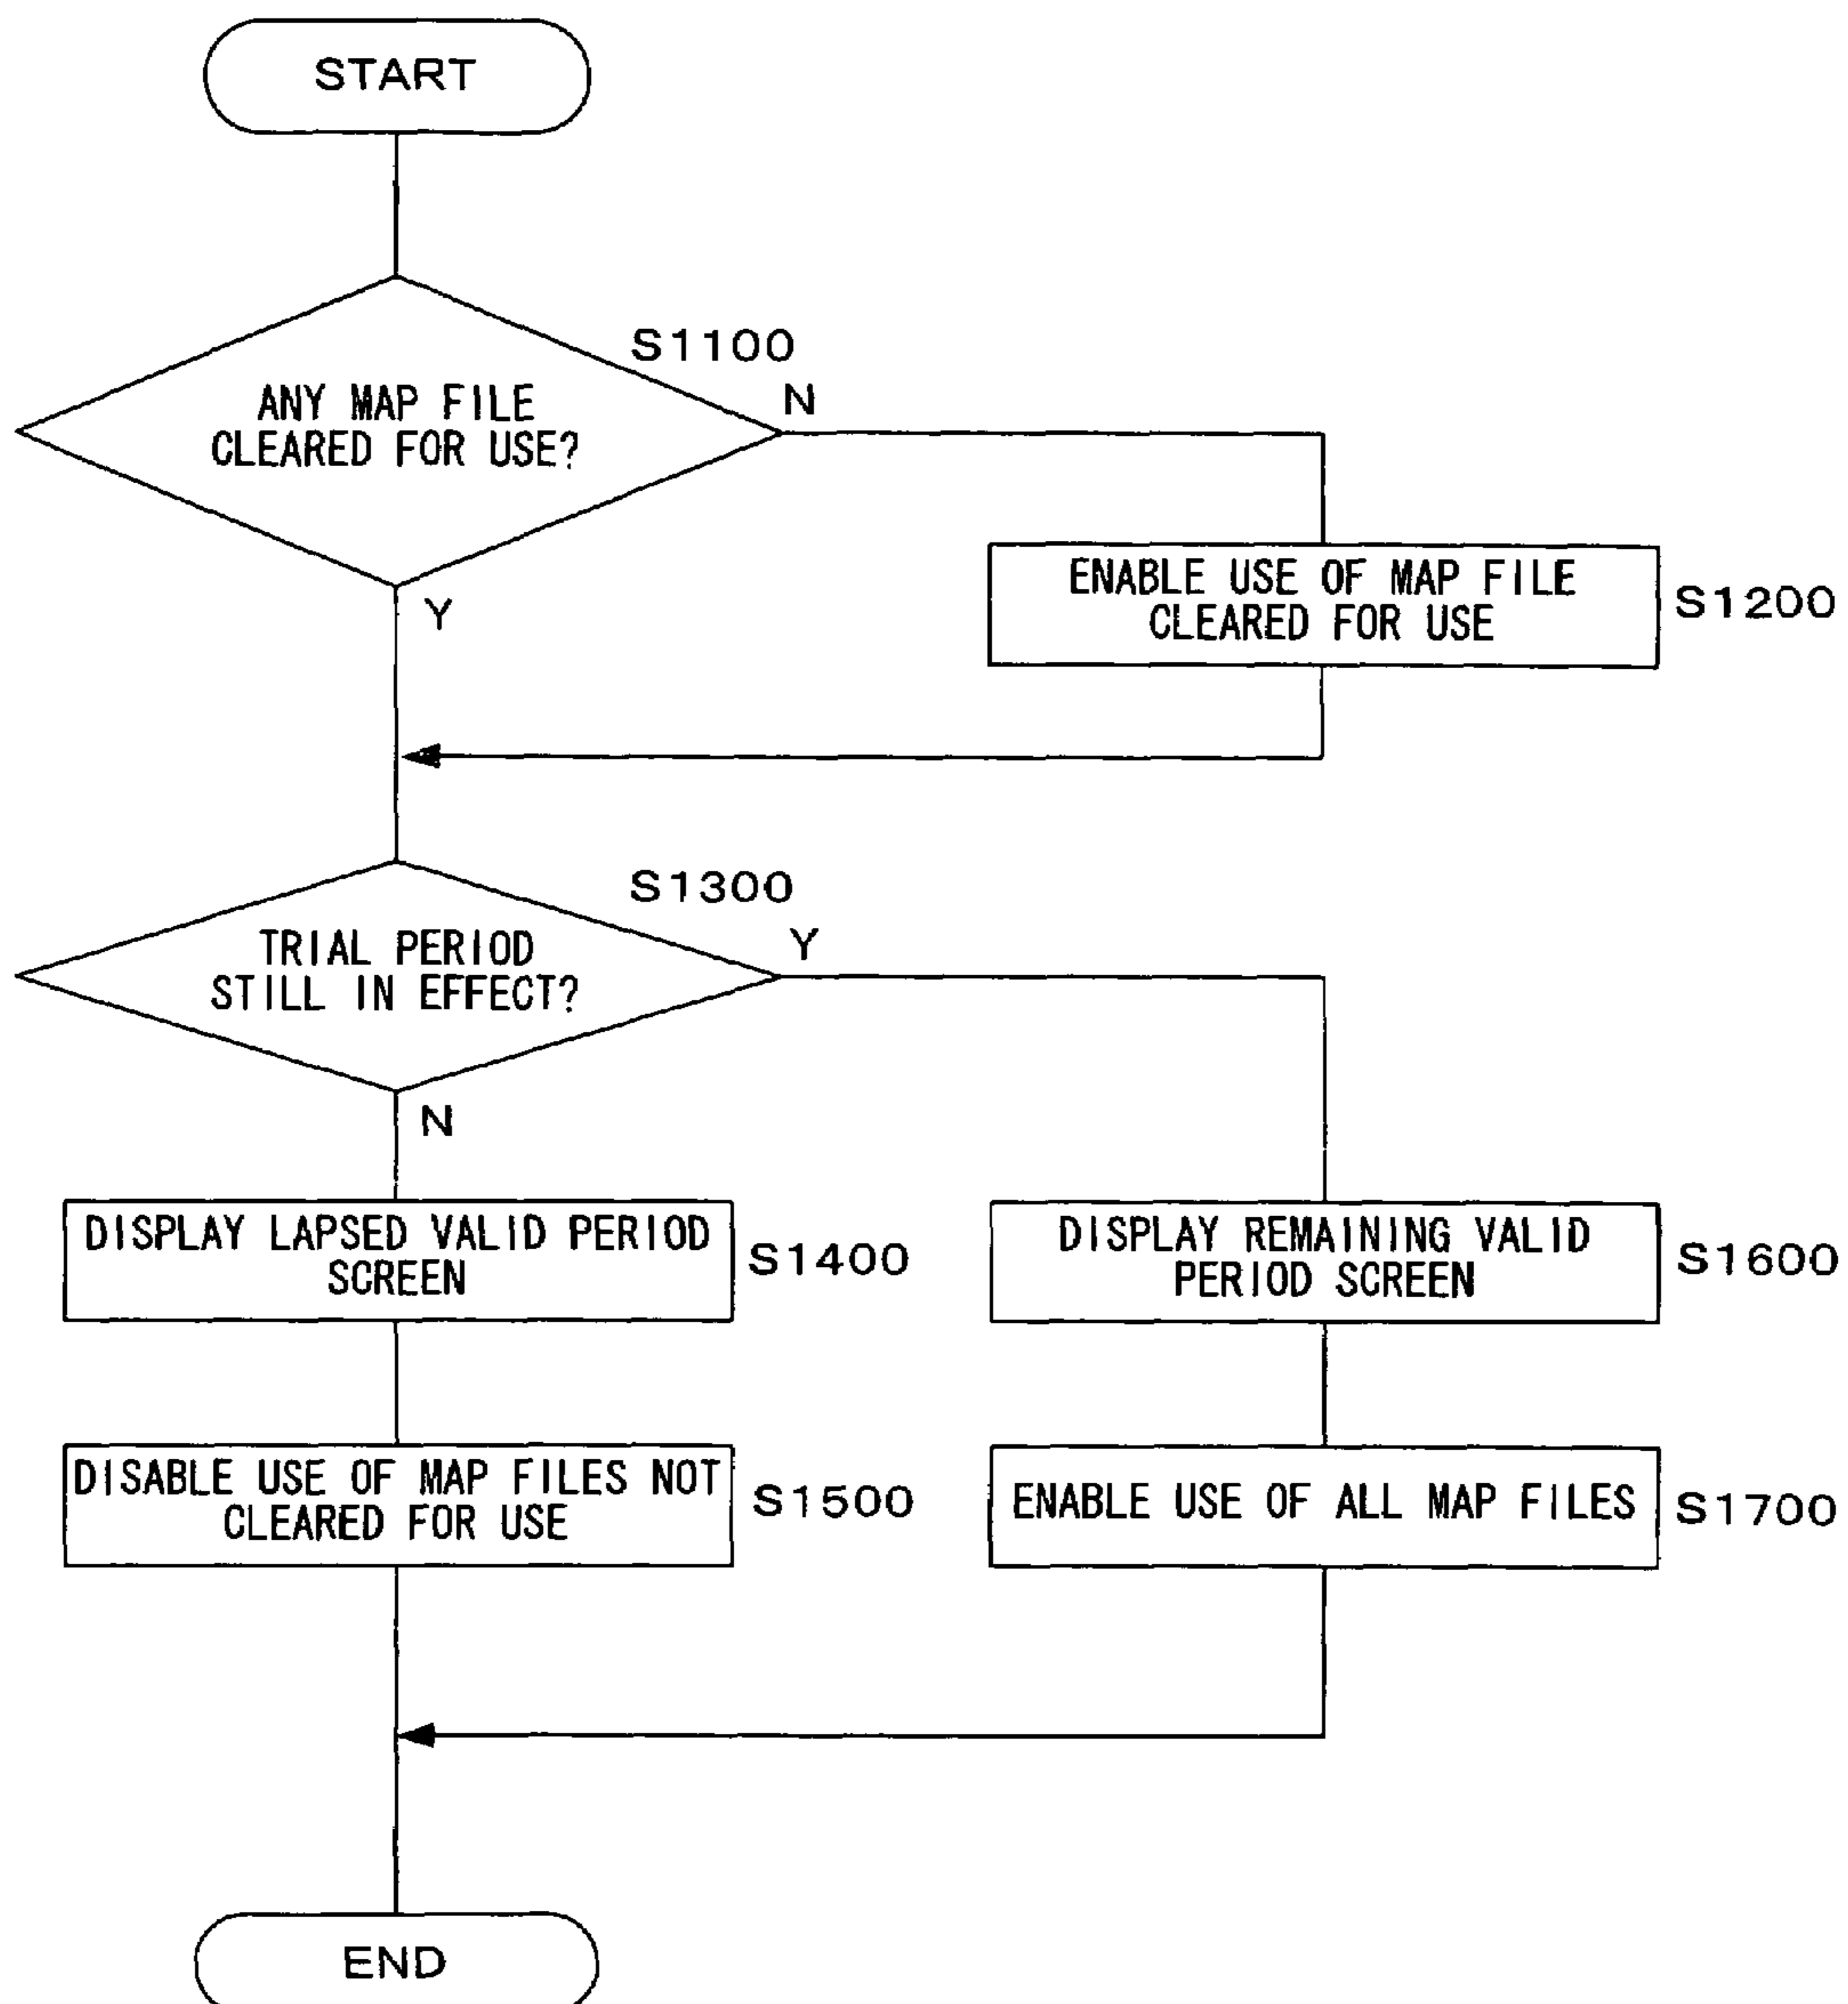 START
S1100
ANY MAP FILE
CLEARED FOR USE?
N
Y
ENABLE USE OF MAP FILE
CLEARED FOR USE
S1200
S1300
TRIAL PERIOD
STILL IN EFFECT?
Y
N
DISPLAY LAPSED VALID PERIOD
SCREEN
S1400
DISPLAY REMAINING VALID
PERIOD SCREEN
S1600
DISABLE USE OF MAP FILES NOT
CLEARED FOR USE
S1500
ENABLE USE OF ALL MAP FILES
S1700
END